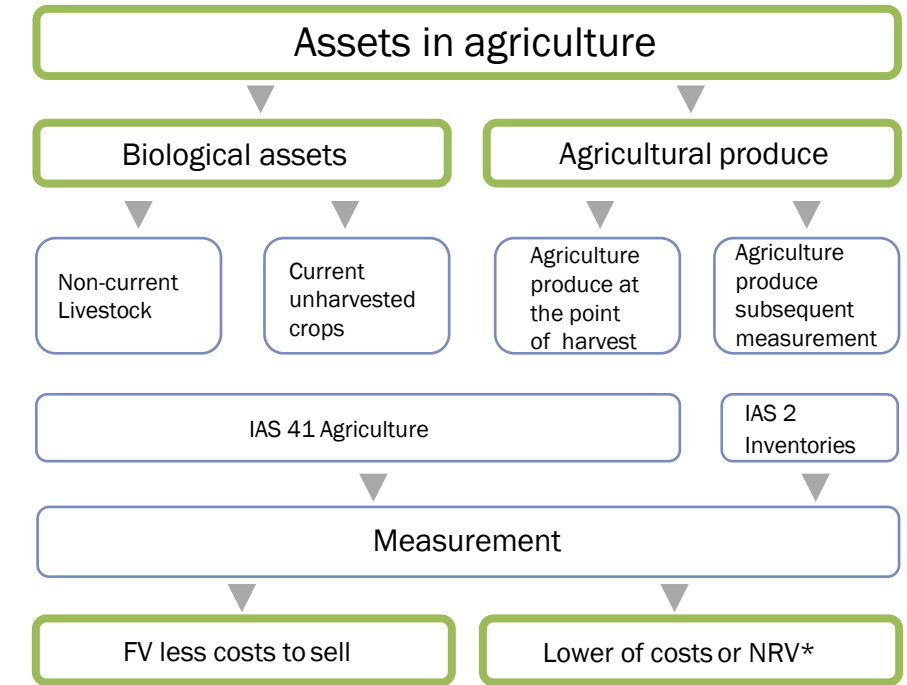 Assets in agriculture
Biological assets
Agricultural produce
Non-current
Livestock
Current
unharvested
crops
Agriculture
produce at
the point
of harvest
Agriculture
produce
subsequent
measurement
IAS 41 Agriculture
IAS 2
Inventories
Measurement
FV less costs to sell
Lower of costs or NRV*